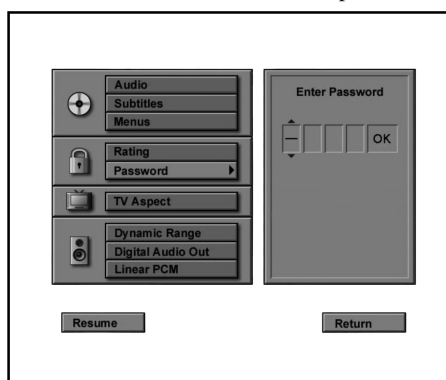 Audio
Subtitles
Menus
Rating
Password
TV Aspect
Dynamic Range
Digital Audio Out
Linear PCM
Enter Password
— OK
Resume
Return